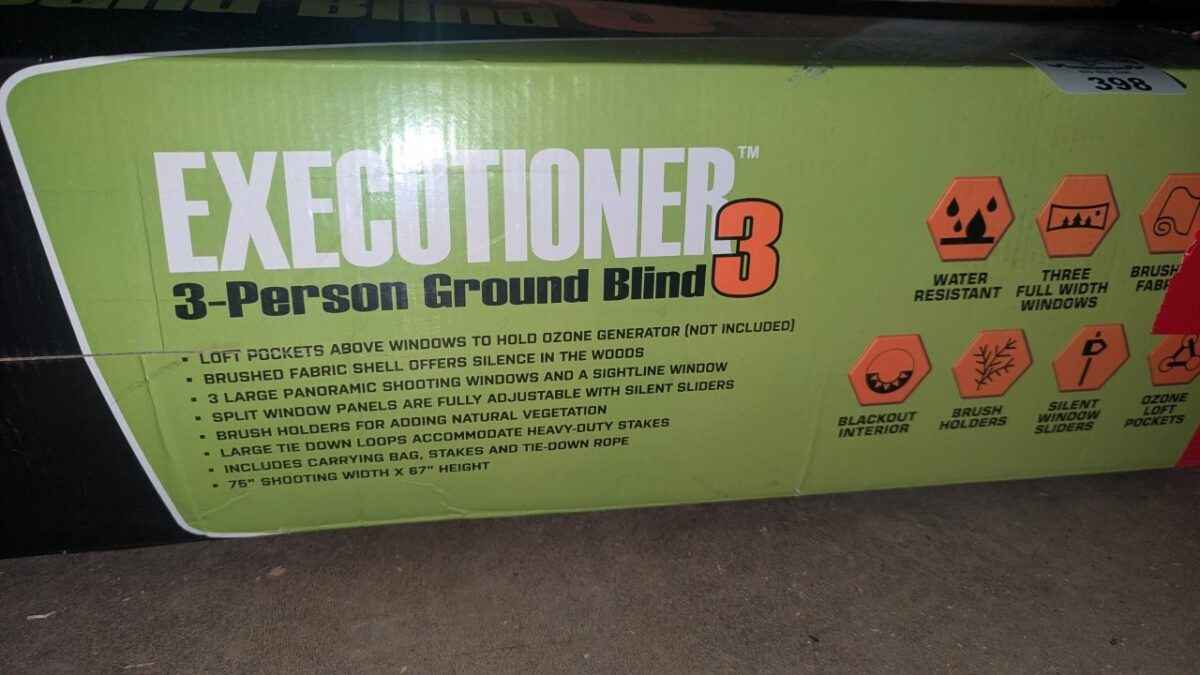 Blind
398
EXECUTIONER™ 3
3-Person Ground Blind
▪ LOFT POCKETS ABOVE WINDOWS TO HOLD OZONE GENERATOR (NOT INCLUDED)
▪ BRUSHED FABRIC SHELL OFFERS SILENCE IN THE WOODS
▪ 3 LARGE PANORAMIC SHOOTING WINDOWS AND A SIGHTLINE WINDOW
▪ SPLIT WINDOW PANELS ARE FULLY ADJUSTABLE WITH SILENT SLIDERS
▪ BRUSH HOLDERS FOR ADDING NATURAL VEGETATION
▪ LARGE TIE DOWN LOOPS ACCOMMODATE HEAVY-DUTY STAKES
▪ INCLUDES CARRYING BAG, STAKES AND TIE-DOWN ROPE
▪ 75" SHOOTING WIDTH X 67" HEIGHT
WATER
RESISTANT
THREE
FULL WIDTH
WINDOWS
BLACKOUT
INTERIOR
BRUSH
HOLDERS
SILENT
WINDOW
SLIDERS
OZONE
LOFT
POCKETS